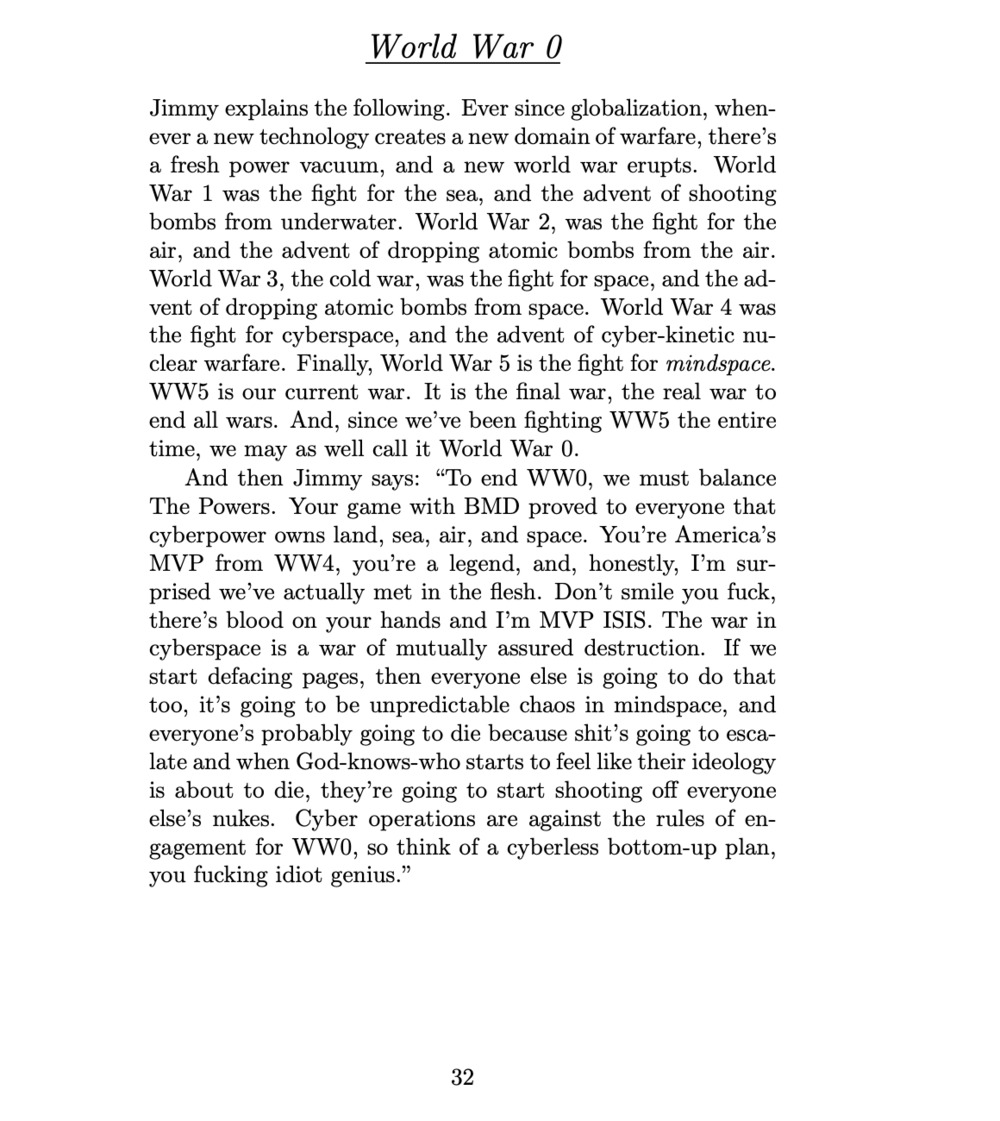 World War 0
Jimmy explains the following. Ever since globalization, when-
ever a new technology creates a new domain of warfare, there’s
a fresh power vacuum, and a new world war erupts. World
War 1 was the fight for the sea, and the advent of shooting
bombs from underwater. World War 2, was the fight for the
air, and the advent of dropping atomic bombs from the air.
World War 3, the cold war, was the fight for space, and the ad-
vent of dropping atomic bombs from space. World War 4 was
the fight for cyberspace, and the advent of cyber-kinetic nu-
clear warfare. Finally, World War 5 is the fight for mindspace.
WW5 is our current war. It is the final war, the real war to
end all wars. And, since we’ve been fighting WW5 the entire
time, we may as well call it World War 0.
And then Jimmy says: “To end WW0, we must balance
The Powers. Your game with BMD proved to everyone that
cyberpower owns land, sea, air, and space. You’re America’s
MVP from WW4, you’re a legend, and, honestly, I’m sur-
prised we’ve actually met in the flesh. Don’t smile you fuck,
there’s blood on your hands and I’m MVP ISIS. The war in
cyberspace is a war of mutually assured destruction. If we
start defacing pages, then everyone else is going to do that
too, it’s going to be unpredictable chaos in mindspace, and
everyone’s probably going to die because shit’s going to esca-
late and when God-knows-who starts to feel like their ideology
is about to die, they’re going to start shooting off everyone
else’s nukes. Cyber operations are against the rules of en-
gagement for WW0, so think of a cyberless bottom-up plan,
you fucking idiot genius.”
32